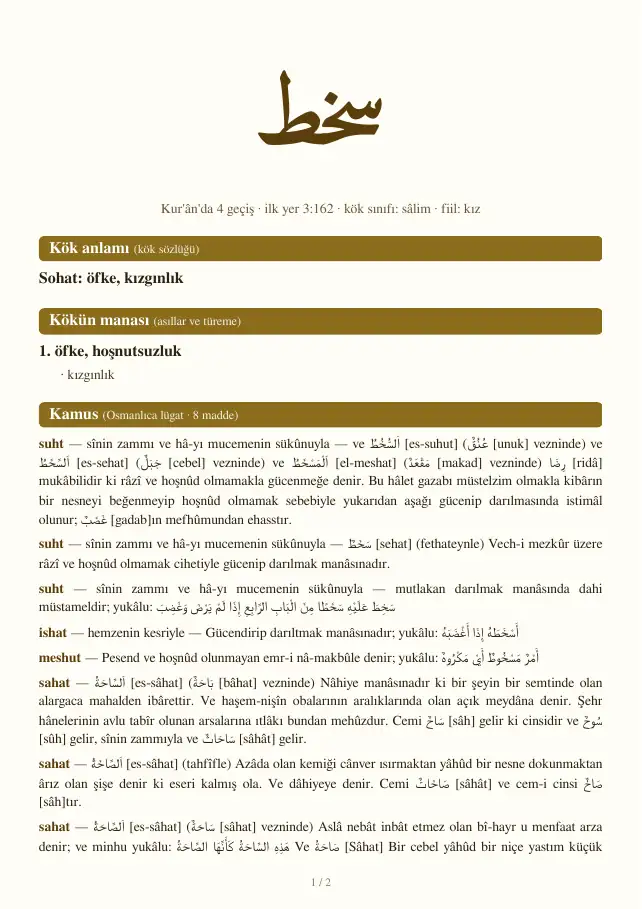 سخط
Kur'ân'da 4 geçiş · ilk yer 3:162 · kök sınıfı: sâlim · fiil: kız
Kök anlamı (kök sözlüğü)
Sohat: öfke, kızgınlık
Kökün manası (asıllar ve türeme)
1. öfke, hoşnutsuzluk
· kızgınlık
Kamus (Osmanlıca lügat · 8 madde)
suht — sînin zammı ve hâ-yı mucemenin sükûnuyla — ve اَلسُّخُطُ [es-suhut] (عُنُقٌ [unuk] vezninde) ve
اَلسَّخَطُ [es-sehat] (جَبَلٌ [cebel] vezninde) ve اَلْمَسْخَطُ [el-meshat] (مَقْعَدٌ [makad] vezninde) رِضَا [ridâ]
mukâbilidir ki râzî ve hoşnûd olmamakla gücenmeğe denir. Bu hâlet gazabı müstelzim olmakla kibârın
bir nesneyi beğenmeyip hoşnûd olmamak sebebiyle yukarıdan aşağı gücenip darılmasında istimâl
olunur; غَضَبٌ [gadab]ın mefhûmundan ehasstır.
suht — sînin zammı ve hâ-yı mucemenin sükûnuyla — سَخَطٌ [sehat] (fethateynle) Vech-i mezkûr üzere
râzî ve hoşnûd olmamak cihetiyle gücenip darılmak manâsınadır.
suht — sînin zammı ve hâ-yı mucemenin sükûnuyla — mutlakan darılmak manâsında dahi
müstameldir; yukâlu: سَخِطَ عَلَيْهِ سَخَطًا مِنَ الْبَابِ الرَّابِعِ إِذَا لَمْ يَرْضَ وَغَضِبَ
ishat — hemzenin kesriyle — Gücendirip darıltmak manâsınadır; yukâlu: أَسْخَطَهُ إِذَا أَغْضَبَهُ
meshut — Pesend ve hoşnûd olunmayan emr-i nâ-makbûle denir; yukâlu: أَمْرٌ مَسْخُوطٌ أَيْ مَكْرُوهٌ
sahat — اَلسَّاحَةُ [es-sâhat] (بَاحَةٌ [bâhat] vezninde) Nâhiye manâsınadır ki bir şeyin bir semtinde olan
alargaca mahalden ibârettir. Ve haşem-nişîn obalarının aralıklarında olan açık meydâna denir. Şehr
hânelerinin avlu tabîr olunan arsalarına ıtlâkı bundan mehûzdur. Cemi سَاحٌ [sâh] gelir ki cinsidir ve سُوحٌ
[sûh] gelir, sînin zammıyla ve سَاحَاتٌ [sâhât] gelir.
sahat — اَلصَّاخَةُ [es-sâhat] (tahfîfle) Azâda olan kemiği cânver ısırmaktan yâhûd bir nesne dokunmaktan
ârız olan şişe denir ki eseri kalmış ola. Ve dâhiyeye denir. Cemi صَاخَاتٌ [sâhât] ve cem-i cinsi صَاخٌ
[sâh]tır.
sahat — اَلصَّاحَةُ [es-sâhat] (سَاحَةٌ [sâhat] vezninde) Aslâ nebât inbât etmez olan bî-hayr u menfaat arza
denir; ve minhu yukâlu: هَذِهِ السَّاحَةُ كَأَنَّهَا الصَّاحَةُ Ve صَاحَةُ [Sâhat] Bir cebel yâhûd bir niçe yastım küçük
1 / 2